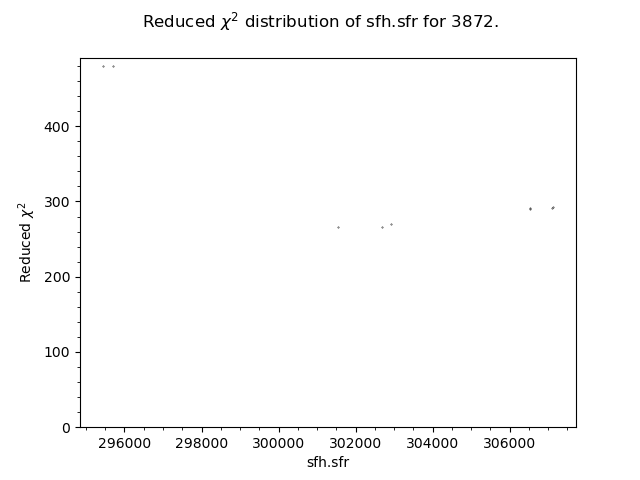 Reduced χ² distribution of sfh.sfr for 3872.
400
300
200
100
0
Reduced χ²
296000 298000 300000 302000 304000 306000
sfh.sfr